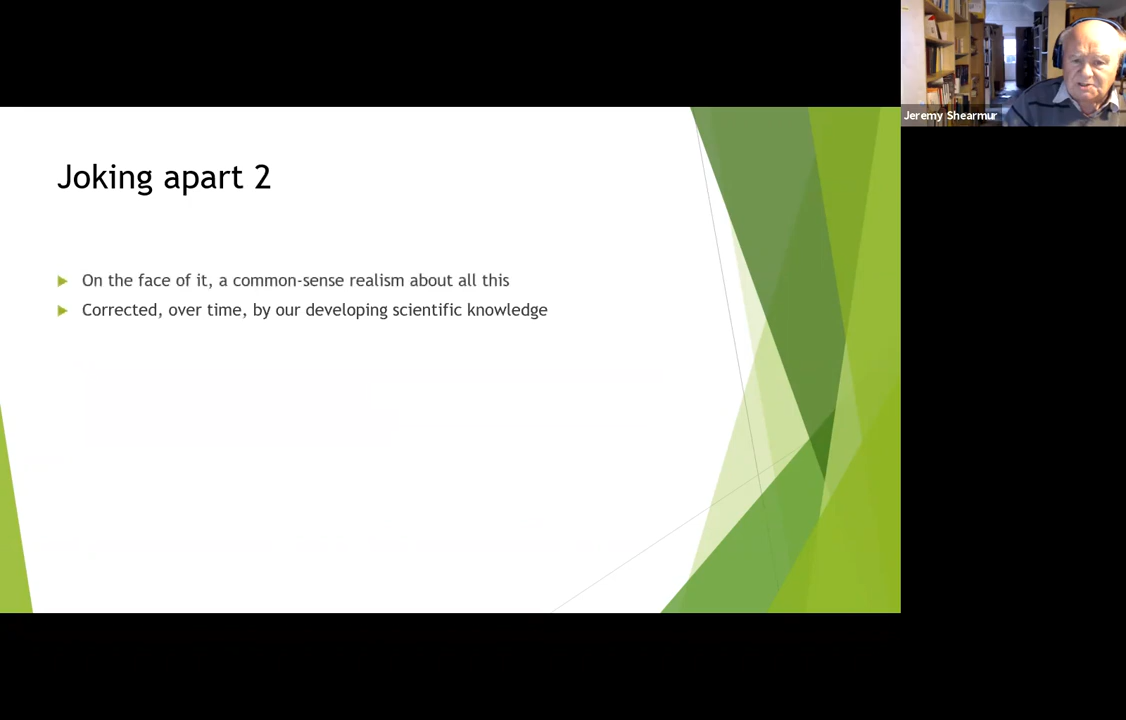 Jeremy Shearmur
Joking apart 2
On the face of it, a common-sense realism about all this
Corrected, over time, by our developing scientific knowledge